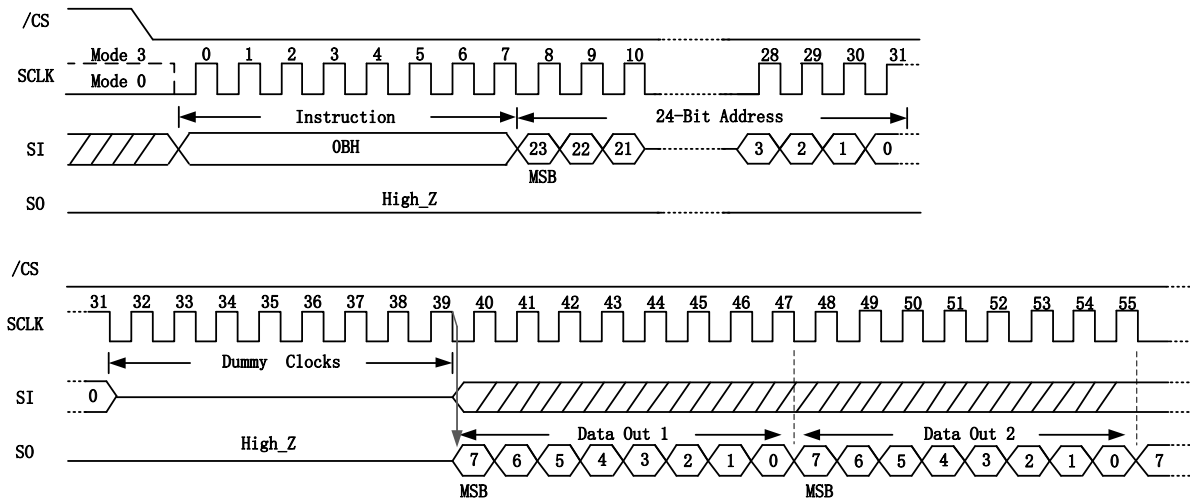 /CS
Mode 3 0 1 2 3 4 5 6 7 8 9 10 28 29 30 31
SCLK
Mode 0
Instruction 24-Bit Address
SI 0BH 23 22 21 3 2 1 0
MSB
SO High_Z
/CS
31 32 33 34 35 36 37 38 39 40 41 42 43 44 45 46 47 48 49 50 51 52 53 54 55
SCLK
Dummy Clocks
SI 0
Data Out 1 Data Out 2
SO High_Z 7 6 5 4 3 2 1 0 7 6 5 4 3 2 1 0 7
MSB MSB